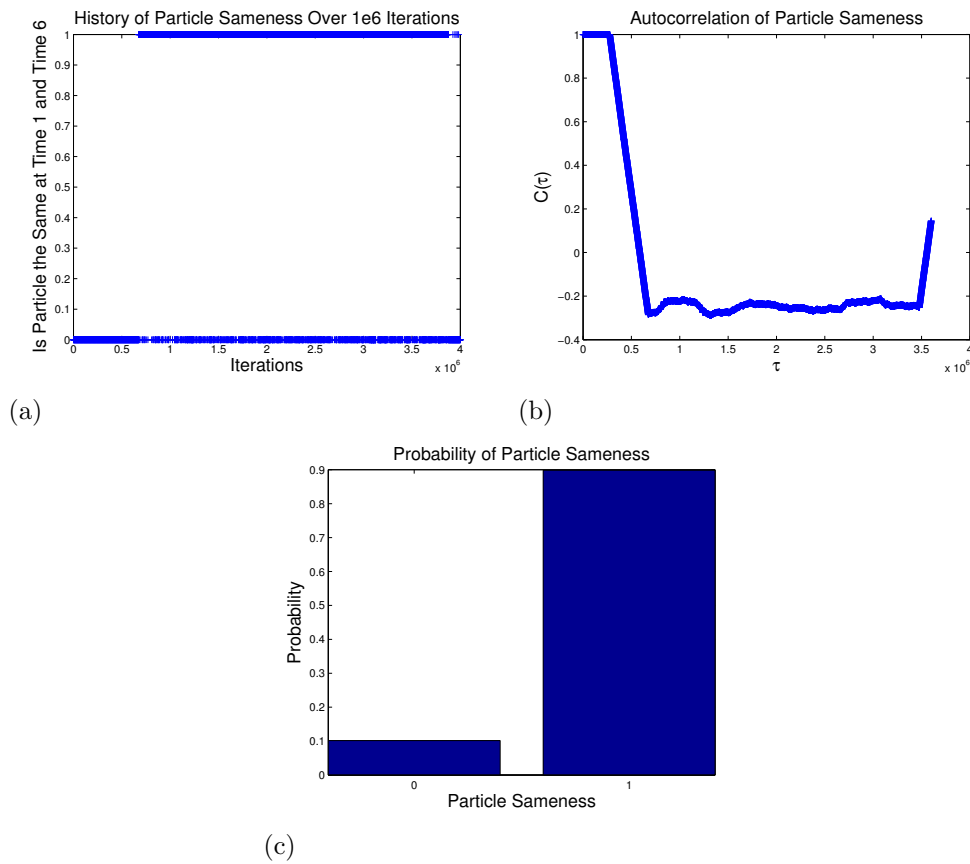 History of Particle Sameness Over 1e6 Iterations
Is Particle the Same at Time 1 and Time 6
1
0.9
0.8
0.7
0.6
0.5
0.4
0.3
0.2
0.1
0
0 0.5 1 1.5 2 2.5 3 3.5 4
x 10⁶
Iterations
(a)
Autocorrelation of Particle Sameness
C(τ)
1
0.8
0.6
0.4
0.2
0
−0.2
−0.4
0 0.5 1 1.5 2 2.5 3 3.5 4
x 10⁶
τ
(b)
Probability of Particle Sameness
Probability
0.9
0.8
0.7
0.6
0.5
0.4
0.3
0.2
0.1
0
0 1
Particle Sameness
(c)